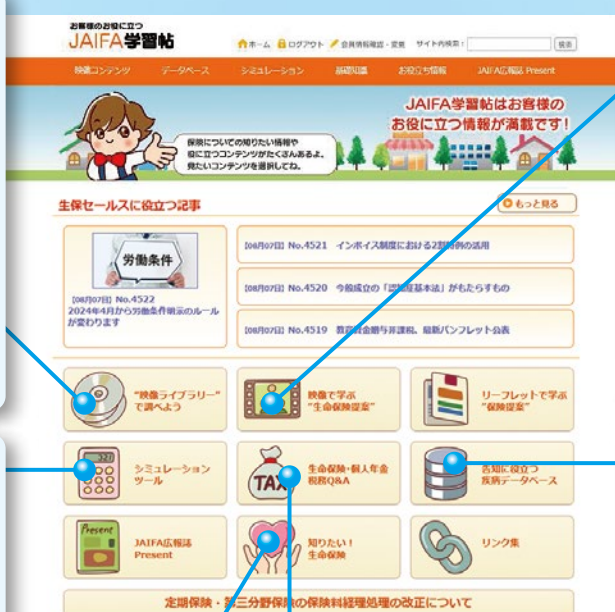 お客様のお役に立つ
JAIFA学習帖
ホーム ログアウト 会員情報確認・変更 サイト内検索: 検索
映像コンテンツ データベース シミュレーション 基礎知識 お役立ち情報 JAIFA広報誌 Present
JAIFA学習帖はお客様の
お役に立つ情報が満載です!
保険についての知りたい情報や
役に立つコンテンツがたくさんあるよ。
見たいコンテンツを選択してね。
生保セールスに役立つ記事
もっと見る
労働条件
[08月07日] No.4522
2024年4月から労働条件明示のルール
が変わります
[08月07日] No.4521 インボイス制度における2割特例の活用
[08月07日] No.4520 今般成立の「認知症基本法」がもたらすもの
[08月07日] No.4519 教育資金贈与非課税、最新パンフレット公表
"映像ライブラリー"
で調べよう
映像で学ぶ
"生命保険提案"
リーフレットで学ぶ
"保険提案"
シミュレーション
ツール
TAX
生命保険・個人年金
税務Q&A
告知に役立つ
疾病データベース
Present
JAIFA広報誌
Present
知りたい!
生命保険
リンク集
定期保険・第三分野保険の保険料経理処理の改正について